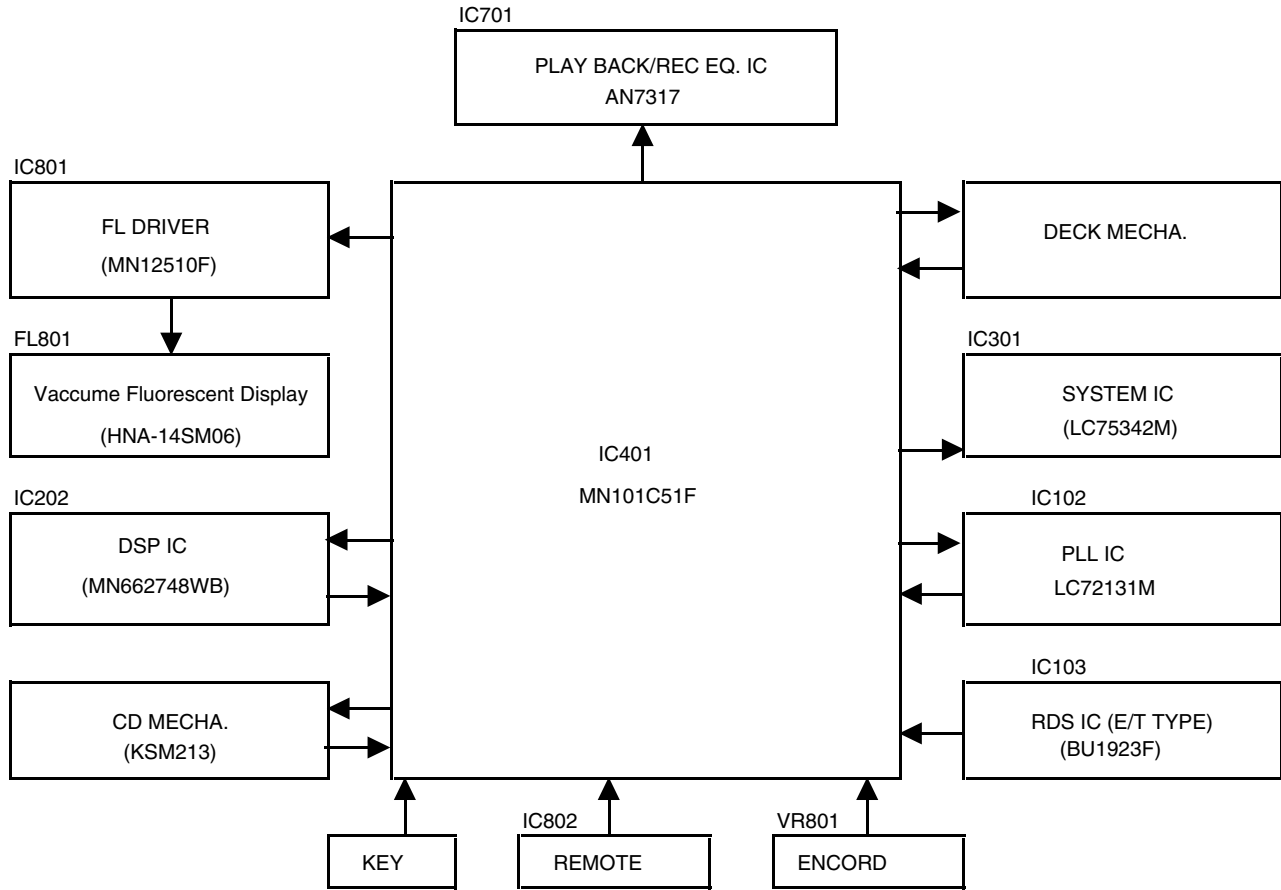 IC701
PLAY BACK/REC EQ. IC
AN7317
IC801
FL DRIVER
(MN12510F)
DECK MECHA.
FL801
Vaccume Fluorescent Display
(HNA-14SM06)
IC301
SYSTEM IC
(LC75342M)
IC401
MN101C51F
IC202
DSP IC
(MN662748WB)
IC102
PLL IC
LC72131M
CD MECHA.
(KSM213)
IC103
RDS IC (E/T TYPE)
(BU1923F)
KEY
IC802
REMOTE
VR801
ENCORD